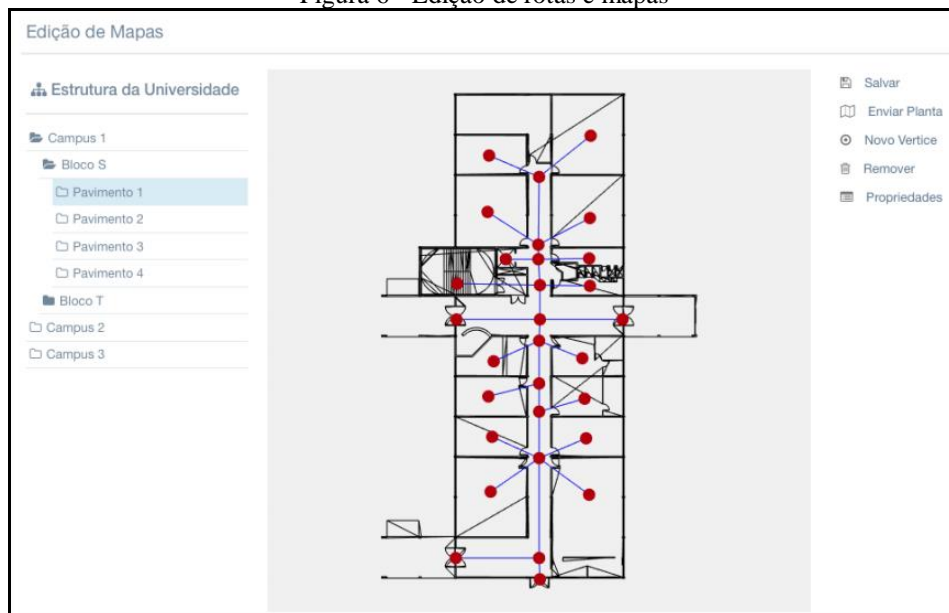 Figura 6 - Edição de rotas e mapas
Edição de Mapas
Estrutura da Universidade
Campus 1
Bloco S
Pavimento 1
Pavimento 2
Pavimento 3
Pavimento 4
Bloco T
Campus 2
Campus 3
Salvar
Enviar Planta
Novo Vertice
Remover
Propriedades